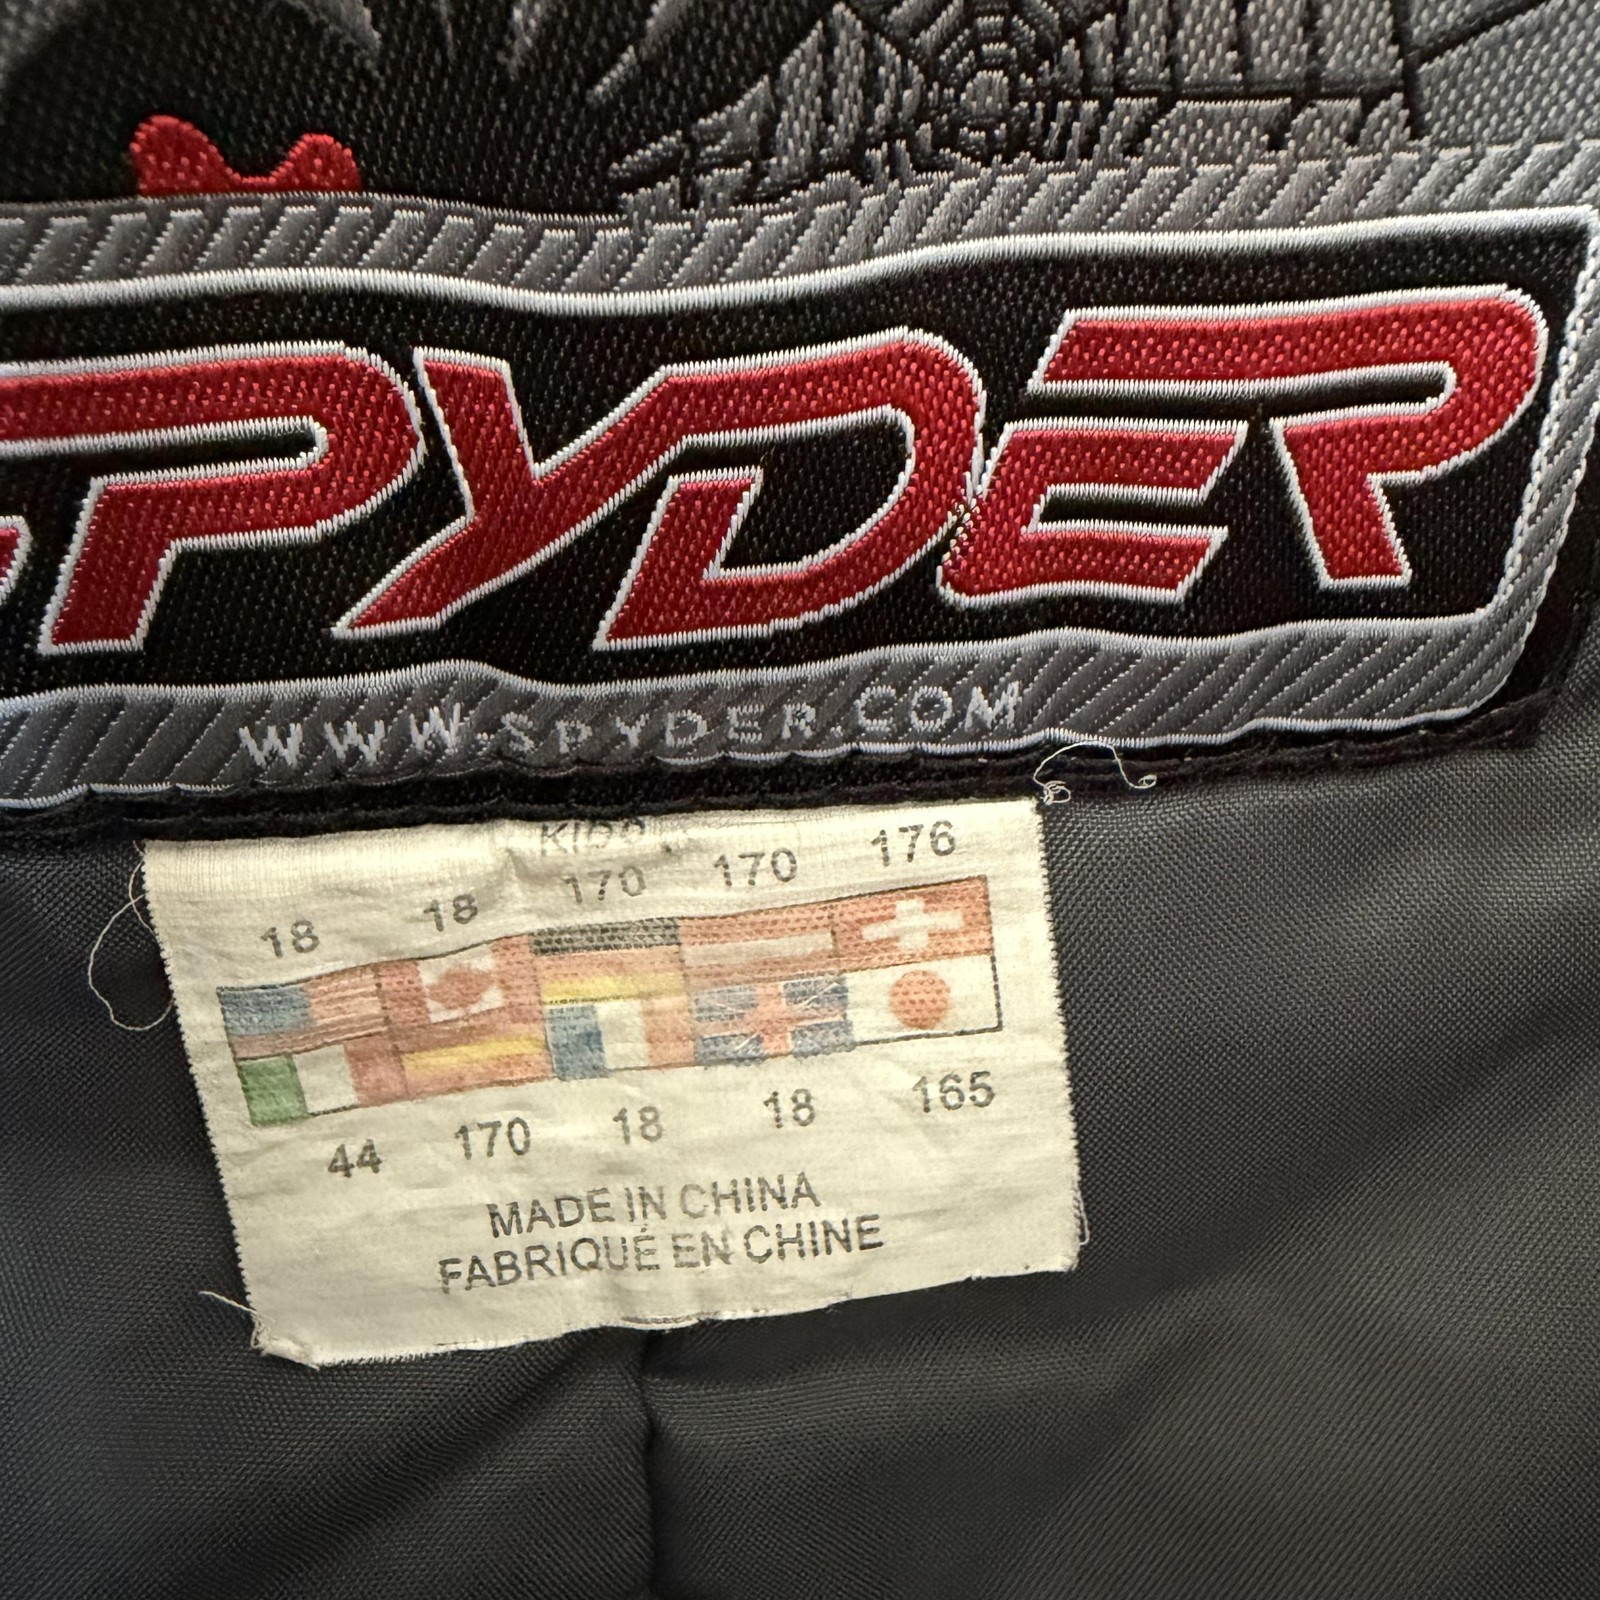 SPYDER
WWW.SPYDER.COM
KIDS
18 18 170 170 176
44 170 18 18 165
MADE IN CHINA
FABRIQUÉ EN CHINE